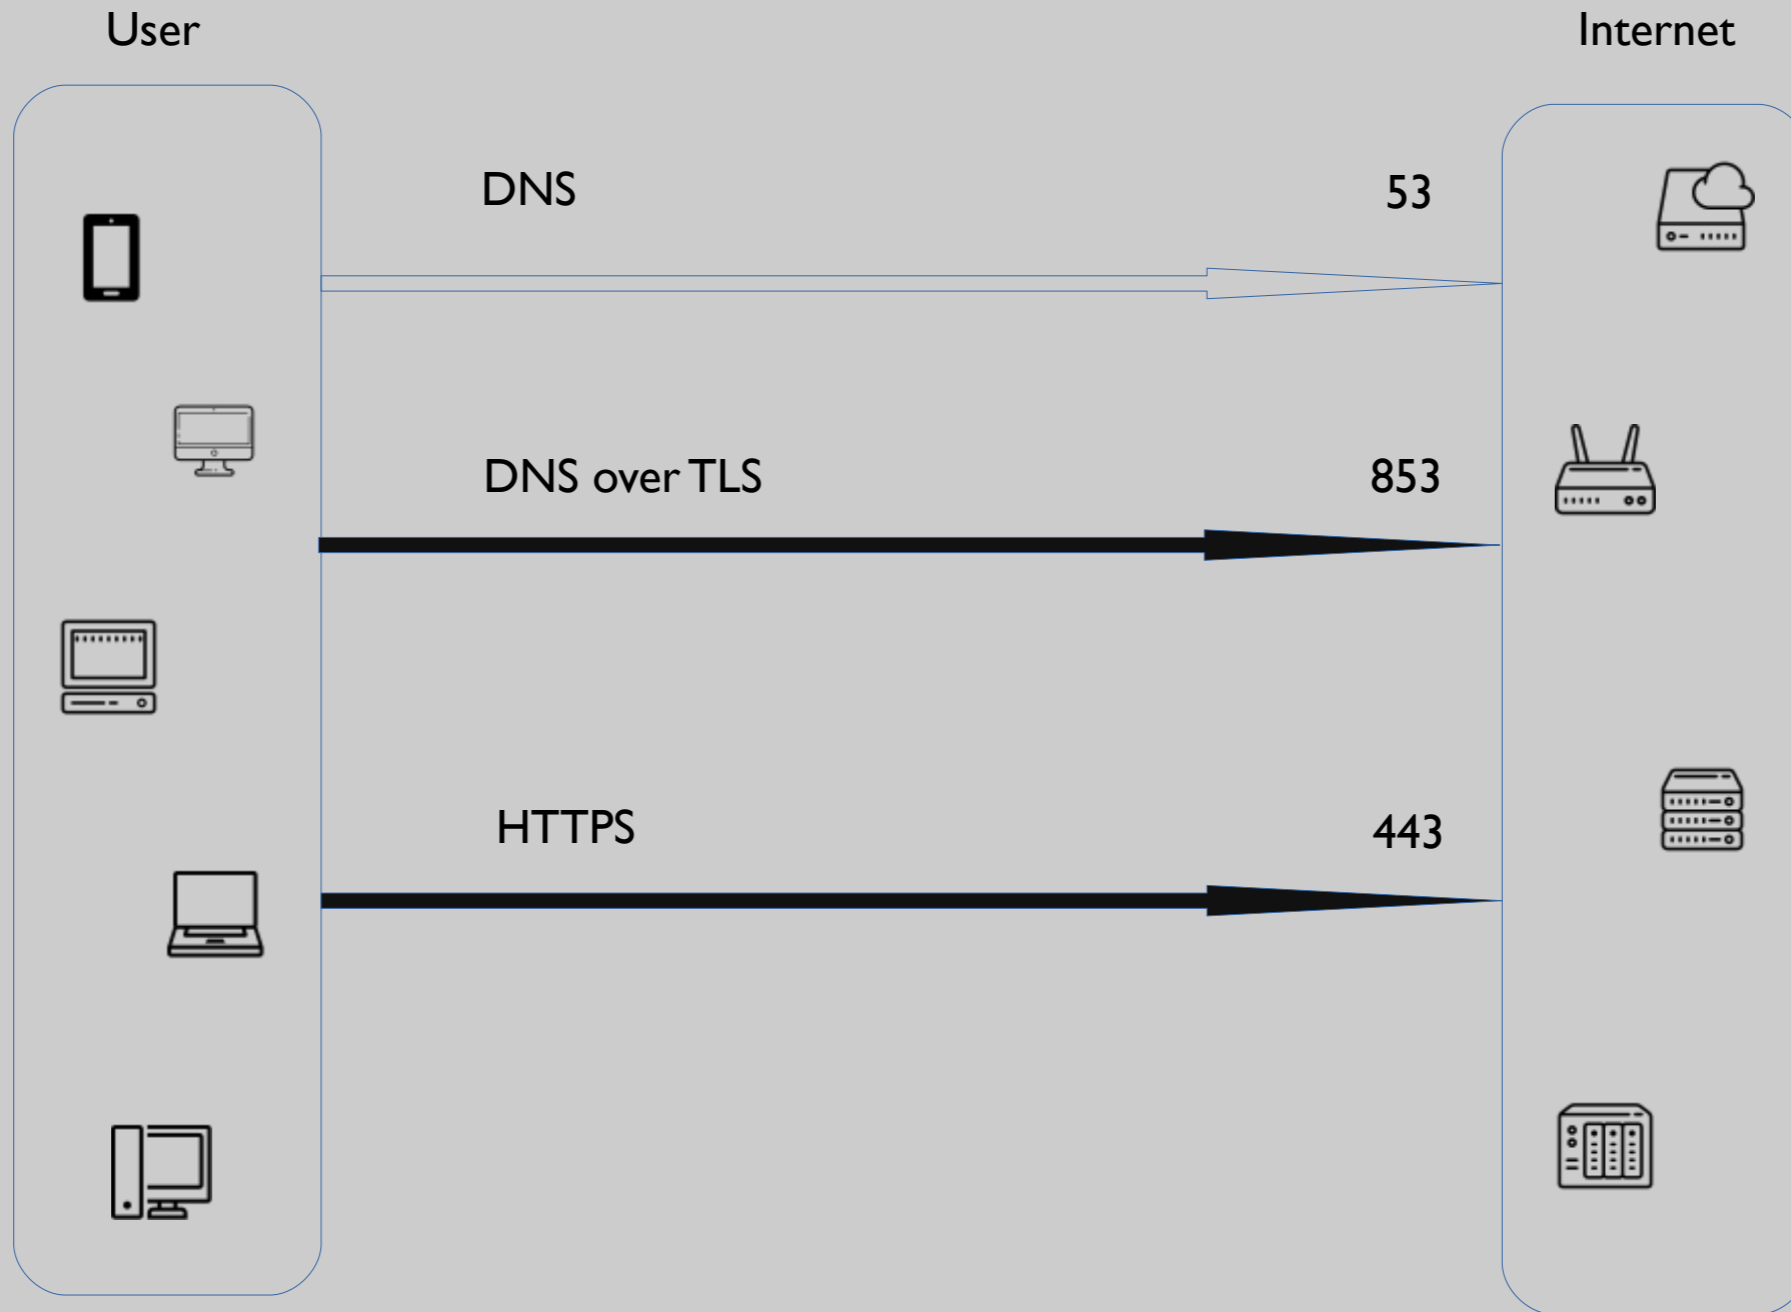 User
Internet
DNS
53
DNS over TLS
853
HTTPS
443